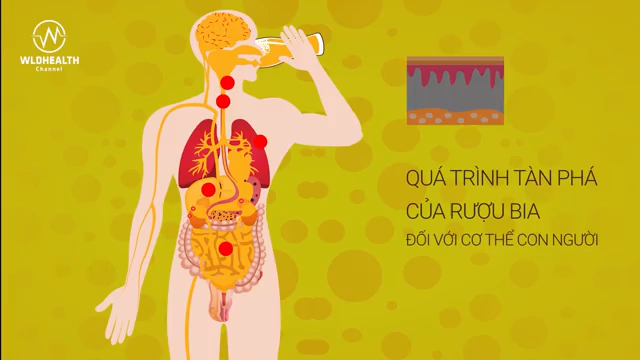 WLDHEALTH
Channel
QUÁ TRÌNH TÀN PHÁ
CỦA RƯỢU BIA
ĐỐI VỚI CƠ THỂ CON NGƯỜI